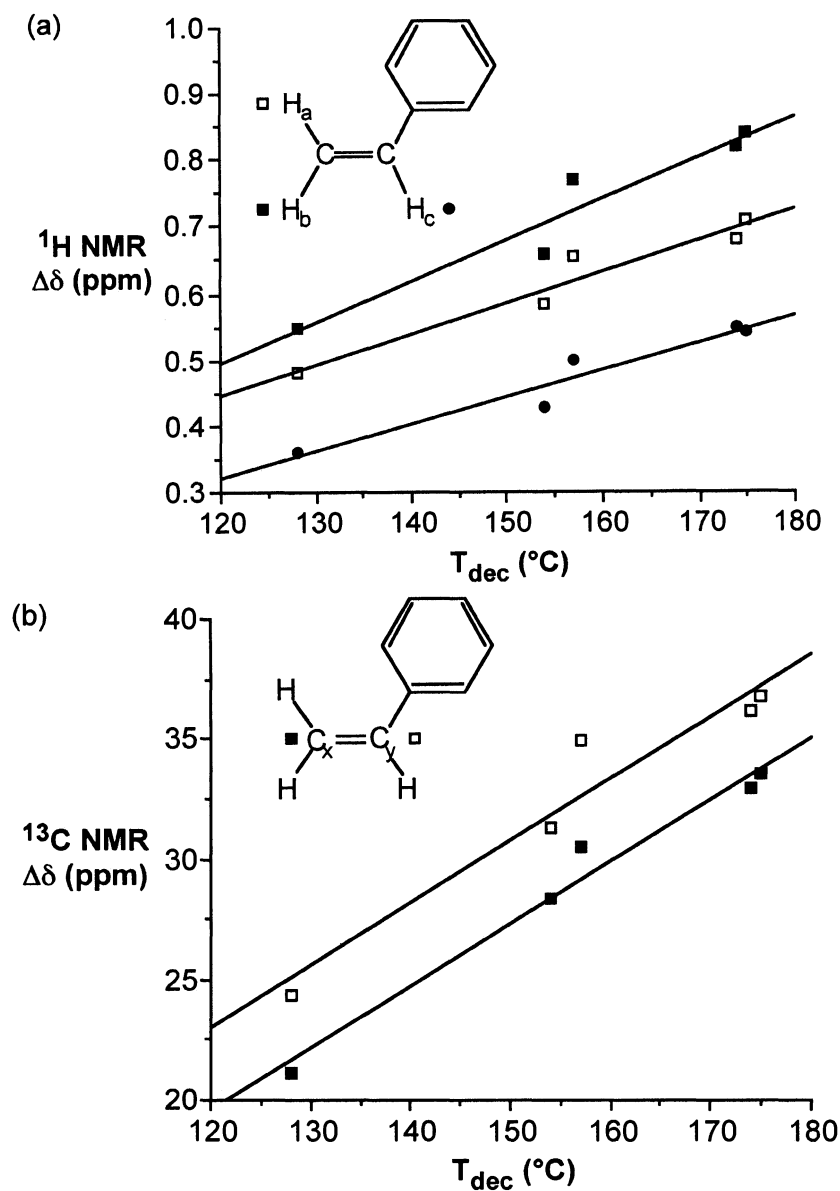 (a)
1.0
0.9
0.8
0.7
0.6
0.5
0.4
0.3
Ha
C=C
Hb
Hc
¹H NMR
Δδ (ppm)
120 130 140 150 160 170 180
Tdec (°C)
(b)
40
35
30
25
20
H
Cx=Cy
H H
¹³C NMR
Δδ (ppm)
120 130 140 150 160 170 180
Tdec (°C)